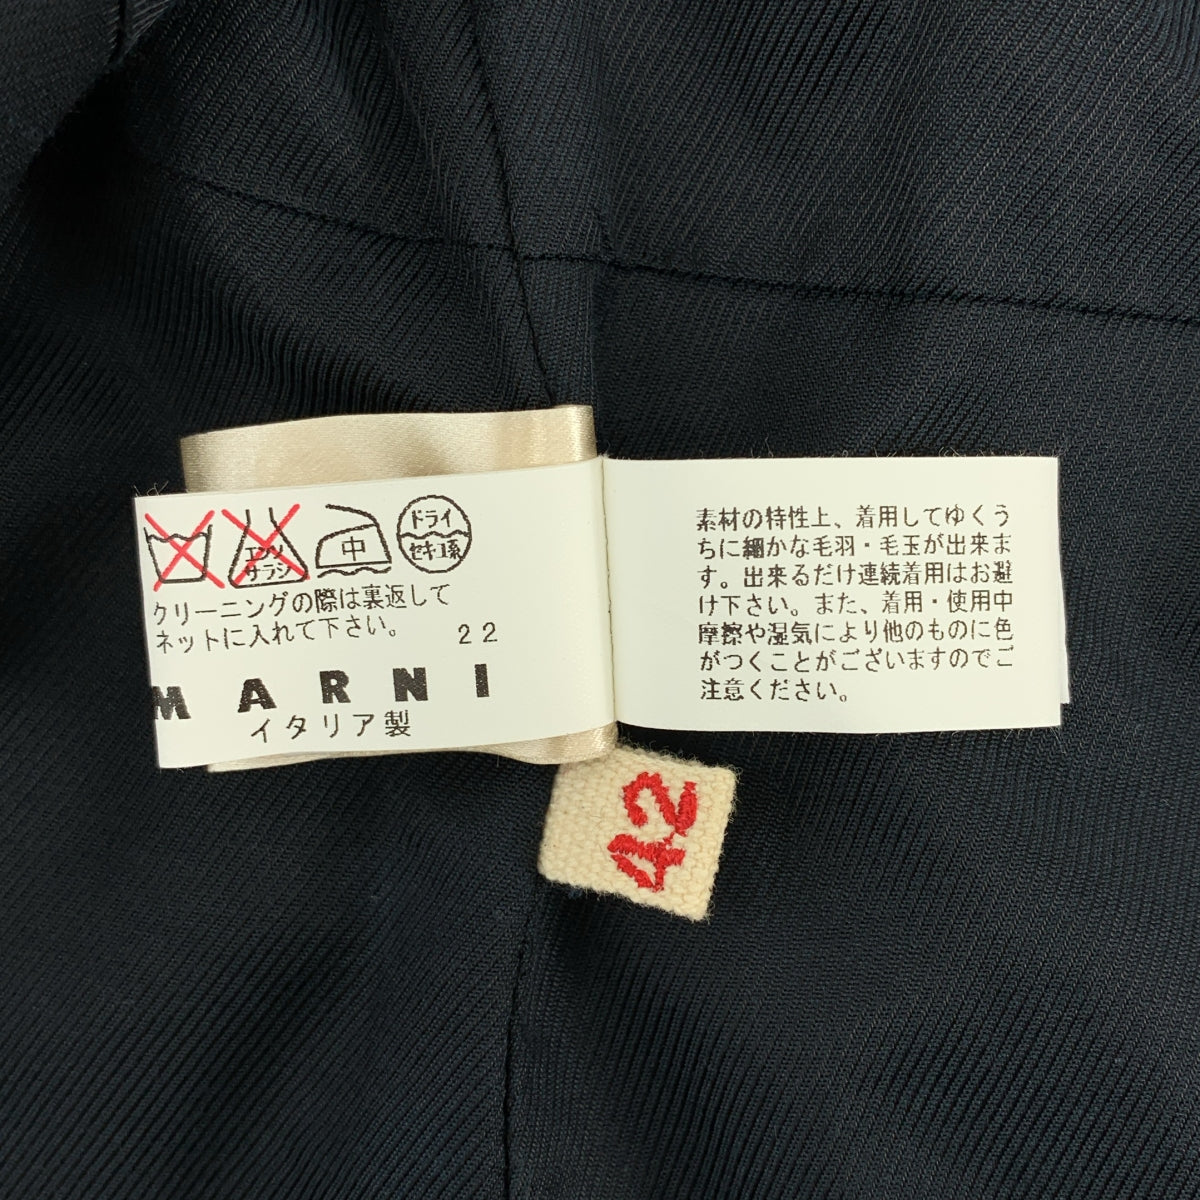 エンソ
サラシ
中
ドライ
セキユ系
クリーニングの際は裏返して
ネットに入れて下さい。 22
MARNI
イタリア製
素材の特性上、着用してゆくう
ちに細かな毛羽・毛玉が出来ま
す。出来るだけ連続着用はお避
け下さい。また、着用・使用中
摩擦や湿気により他のものに色
がつくことがございますのでご
注意ください。
42